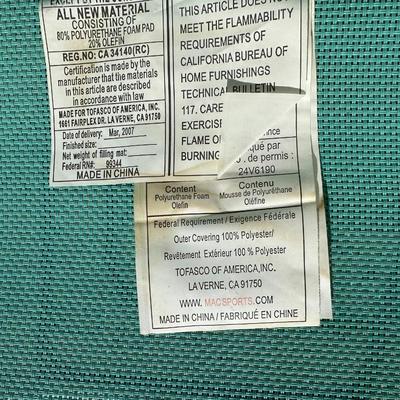 ALL NEW MATERIAL
CONSISTING OF
80% POLYURETHANE FOAM PAD
20% OLEFIN
REG.NO: CA 34140(RC)
Certification is made by the
manufacturer that the materials
in this article are described
in accordance with law
MADE FOR TOFASCO OF AMERICA, INC.
1661 FAIRPLEX DR. LA VERNE, CA 91750
Date of delivery: Mar, 2007
Finished size:
Net weight of filling mat:
Federal RN#: 99344
MADE IN CHINA
THIS ARTICLE DOES NOT
MEET THE FLAMMABILITY
REQUIREMENTS OF
CALIFORNIA BUREAU OF
HOME FURNISHINGS
TECHNICAL BULLETIN
117. CARE
EXERCIS
FLAME O
BURNING
ance
qué par
de permis :
24V6190
Content
Polyurethane Foam
Olefin
Contenu
Mousse de Polyuréthane
Oléfine
Federal Requirement / Exigence Fédérale
Outer Covering 100% Polyester/
Revêtement Extérieur 100% Polyester
TOFASCO OF AMERICA,INC.
LA VERNE, CA 91750
WWW. MACSPORTS.COM
MADE IN CHINA / FABRIQUÉ EN CHINE